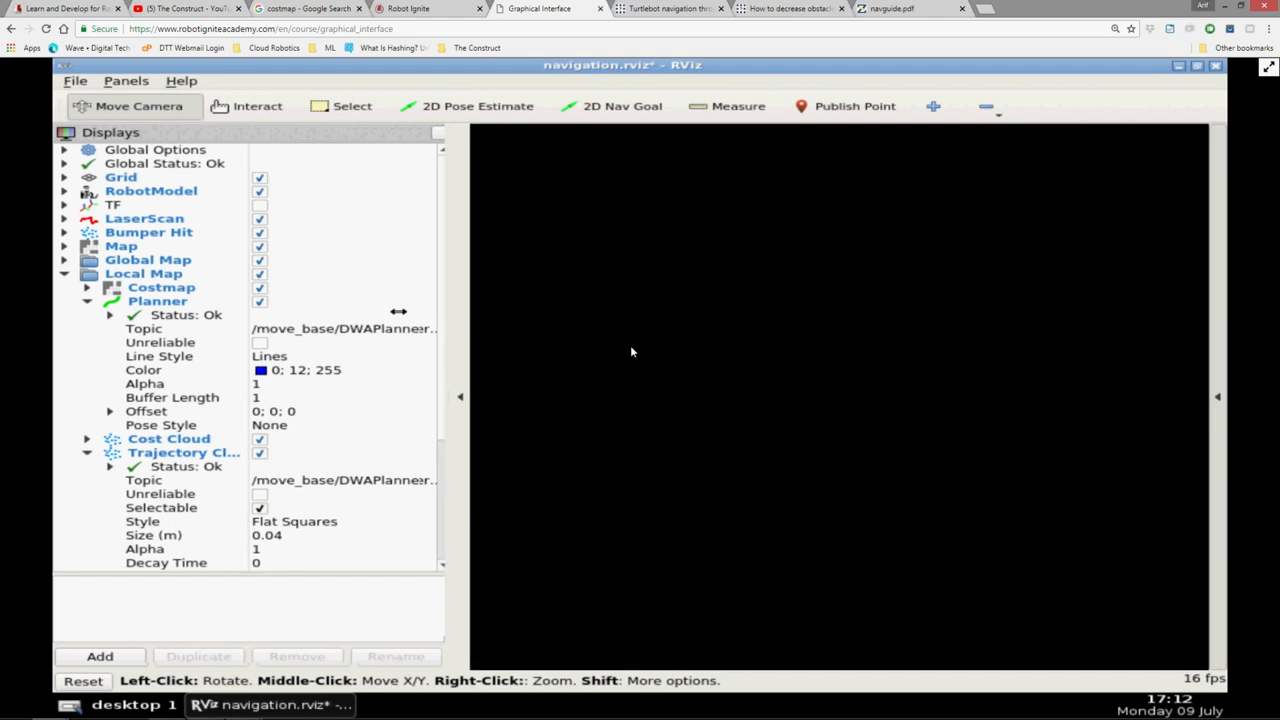 Learn and Develop for Re
(5) The Construct - YouTu
costmap - Google Search
Robot Ignite
Graphical Interface
Turtlebot navigation thro
How to decrease obstac
navguide.pdf
Arif
Secure
https://www.robotigniteacademy.com/en/course/graphical_interface
Apps
Wave • Digital Tech
DTT Webmail Login
Cloud Robotics
ML
What Is Hashing? - Un
The Construct
Other bookmarks
navigation.rviz* - RViz
File Panels Help
Move Camera Interact Select 2D Pose Estimate 2D Nav Goal Measure Publish Point
Displays
Global Options
Global Status: Ok
Grid
RobotModel
TF
LaserScan
Bumper Hit
Map
Global Map
Local Map
Costmap
Planner
Status: Ok
Topic /move_base/DWAPlanner...
Unreliable
Line Style Lines
Color 0; 12; 255
Alpha 1
Buffer Length 1
Offset 0; 0; 0
Pose Style None
Cost Cloud
Trajectory Cl...
Status: Ok
Topic /move_base/DWAPlanner...
Unreliable
Selectable
Style Flat Squares
Size (m) 0.04
Alpha 1
Decay Time 0
Add Duplicate Remove Rename
Reset Left-Click: Rotate. Middle-Click: Move X/Y. Right-Click:: Zoom. Shift: More options. 16 fps
desktop 1 RViz navigation.rviz* -...
17:12
Monday 09 July